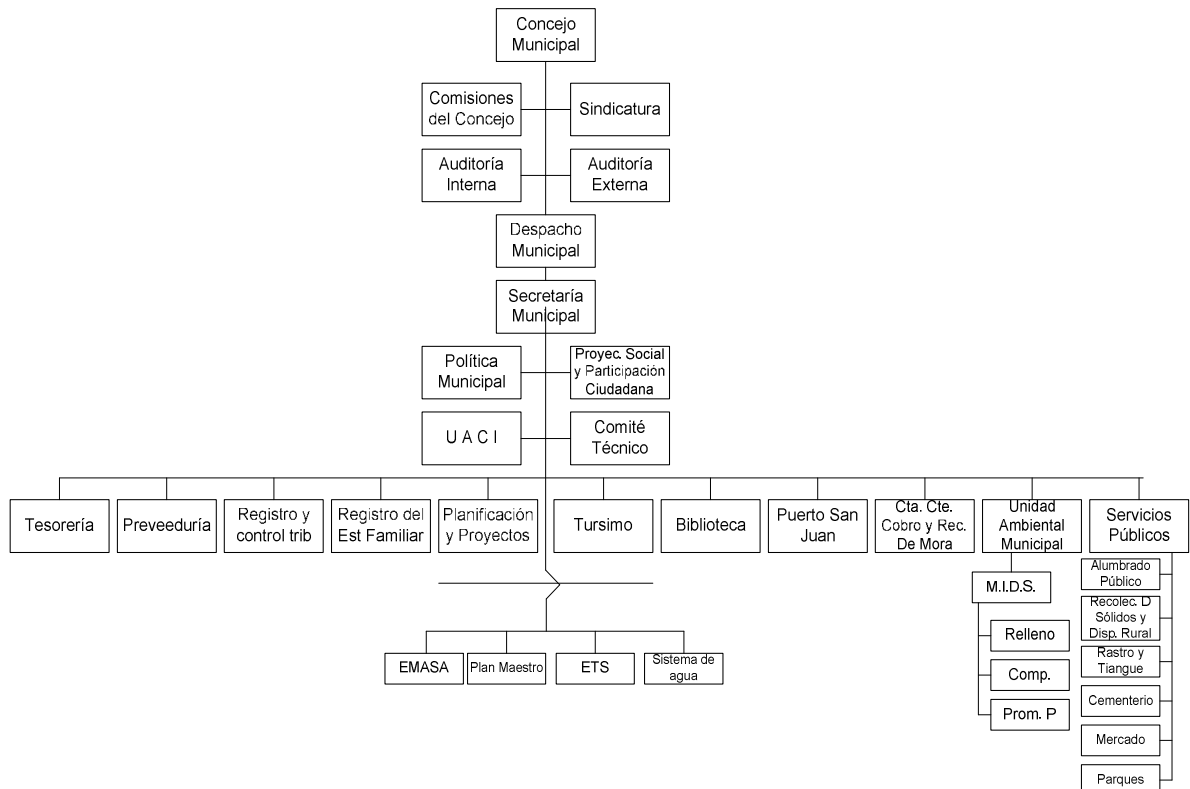 Concejo
Municipal
Comisiones
del Concejo
Sindicatura
Auditoría
Interna
Auditoría
Externa
Despacho
Municipal
Secretaría
Municipal
Política
Municipal
Proyec. Social
y Participación
Ciudadana
U A C I
Comité
Técnico
Tesorería
Preveeduría
Registro y
control trib
Registro del
Est Familiar
Planificación
y Proyectos
Tursimo
Biblioteca
Puerto San
Juan
Cta. Cte.
Cobro y Rec.
De Mora
Unidad
Ambiental
Municipal
Servicios
Públicos
M.I.D.S.
Relleno
Comp.
Prom. P
Alumbrado
Público
Recolec. D
Sólidos y
Disp. Rural
Rastro y
Tiangue
Cementerio
Mercado
Parques
EMASA
Plan Maestro
ETS
Sistema de
agua